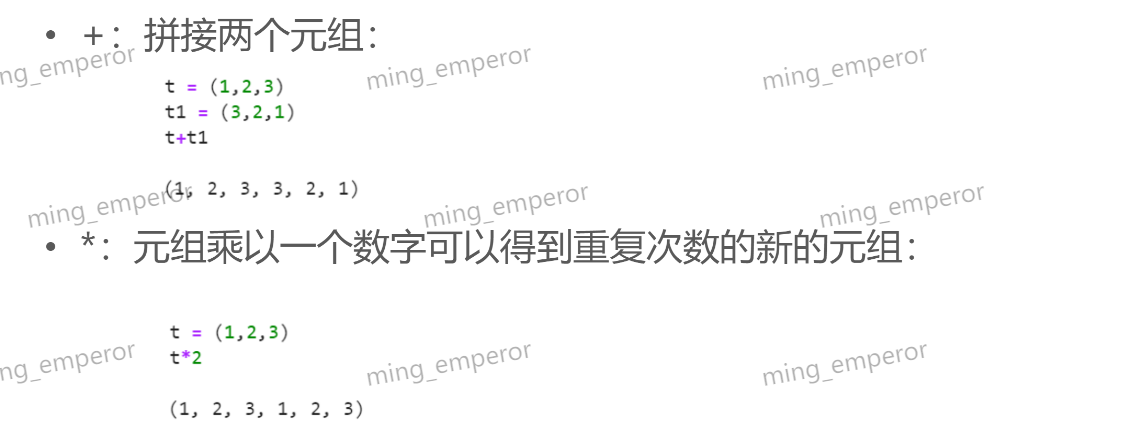 • +：拼接两个元组：
ming_emperor ming_emperor ming_emperor
t = (1,2,3)
t1 = (3,2,1)
t+t1
(1, 2, 3, 3, 2, 1)
ming_emperor ming_emperor ming_emperor
• *：元组乘以一个数字可以得到重复次数的新的元组：
t = (1,2,3)
t*2
ming_emperor ming_emperor ming_emperor
(1, 2, 3, 1, 2, 3)